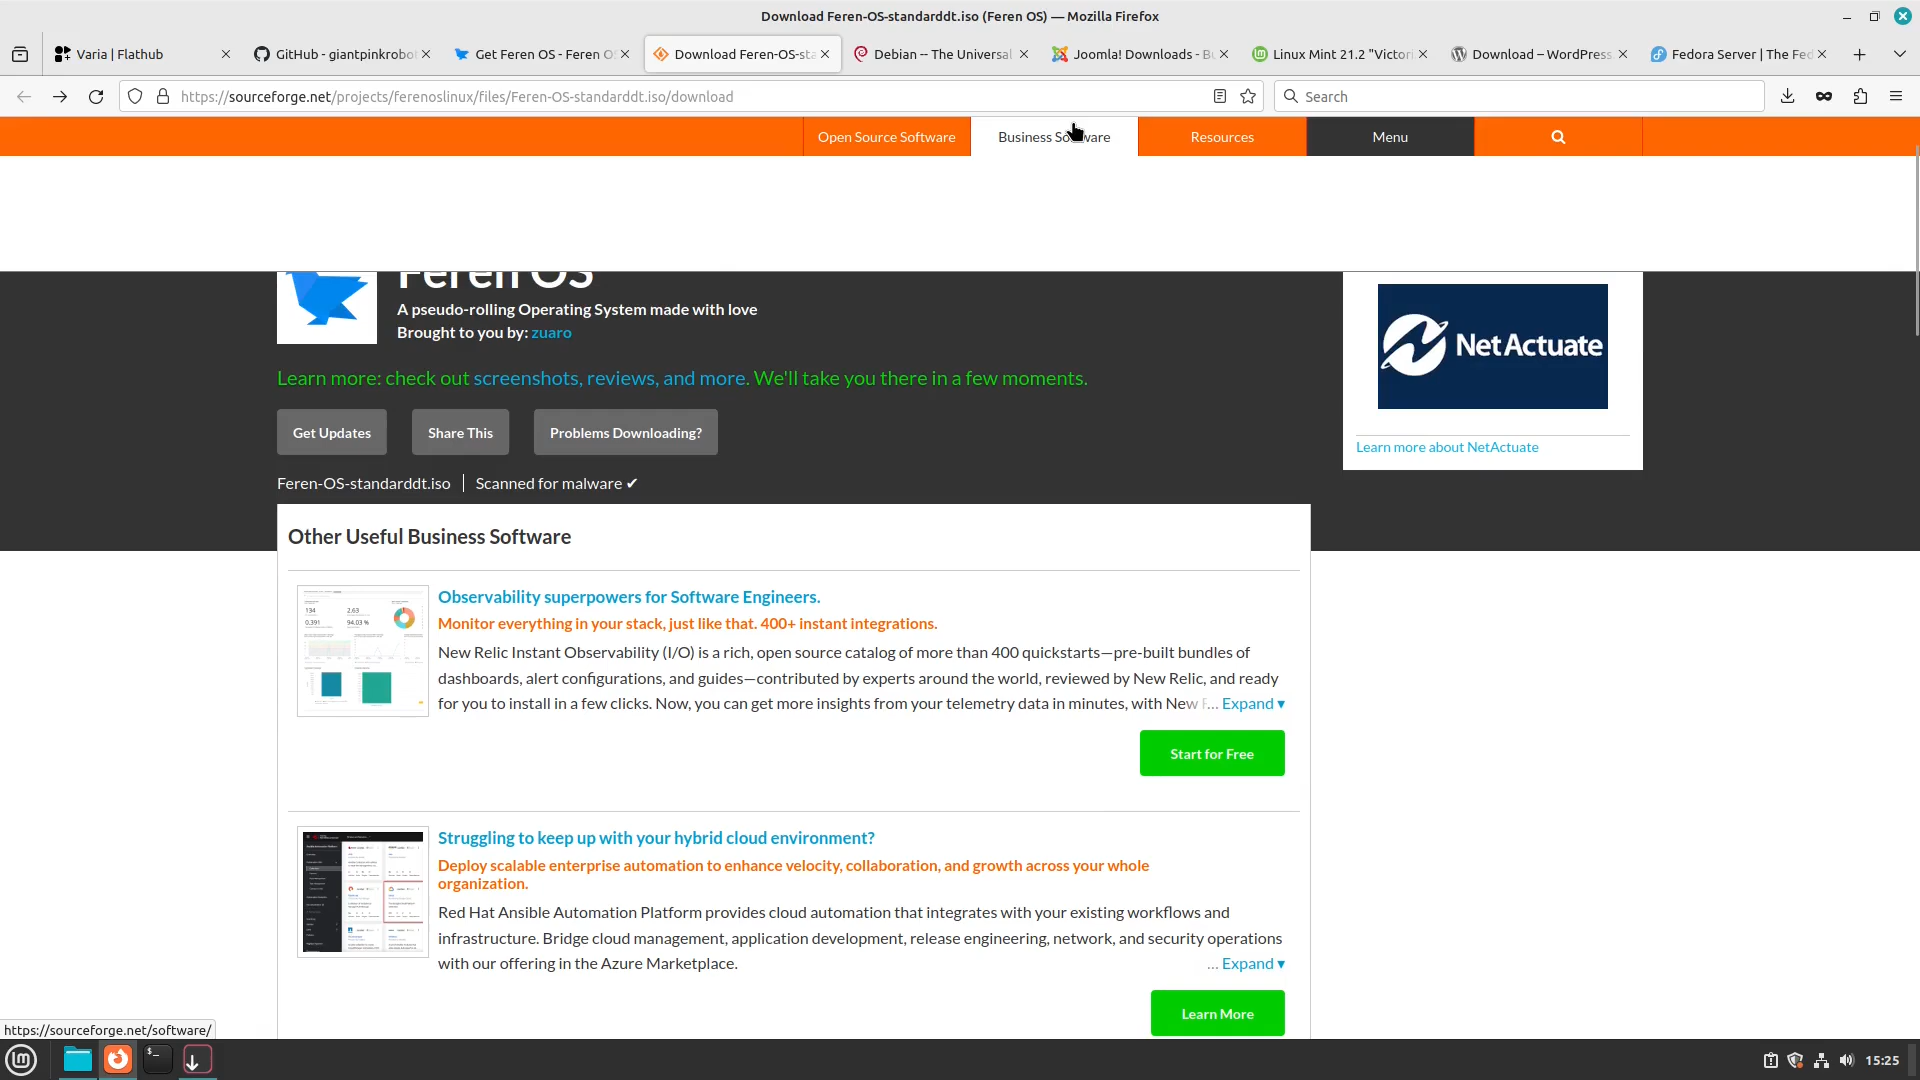 Download Feren-OS-standarddt.iso (Feren OS) — Mozilla Firefox
Varia | Flathub
GitHub - giantpinkrobot
Get Feren OS - Feren O
Download Feren-OS-sta
Debian -- The Universal
Joomla! Downloads - B
Linux Mint 21.2 "Victori
Download – WordPress
Fedora Server | The Fed
https://sourceforge.net/projects/ferenoslinux/files/Feren-OS-standarddt.iso/download
Search
Open Source Software
Business Software
Resources
Menu
Feren OS
A pseudo-rolling Operating System made with love
Brought to you by: zuaro
Learn more: check out screenshots, reviews, and more. We'll take you there in a few moments.
Get Updates
Share This
Problems Downloading?
Feren-OS-standarddt.iso
Scanned for malware ✔
NetActuate
Learn more about NetActuate
Other Useful Business Software
134
2.63
0.391
94.03 %
Observability superpowers for Software Engineers.
Monitor everything in your stack, just like that. 400+ instant integrations.
New Relic Instant Observability (I/O) is a rich, open source catalog of more than 400 quickstarts—pre-built bundles of
dashboards, alert configurations, and guides—contributed by experts around the world, reviewed by New Relic, and ready
for you to install in a few clicks. Now, you can get more insights from your telemetry data in minutes, with New ... Expand ▾
Start for Free
Struggling to keep up with your hybrid cloud environment?
Deploy scalable enterprise automation to enhance velocity, collaboration, and growth across your whole
organization.
Red Hat Ansible Automation Platform provides cloud automation that integrates with your existing workflows and
infrastructure. Bridge cloud management, application development, release engineering, network, and security operations
with our offering in the Azure Marketplace. ... Expand ▾
Learn More
https://sourceforge.net/software/
15:25